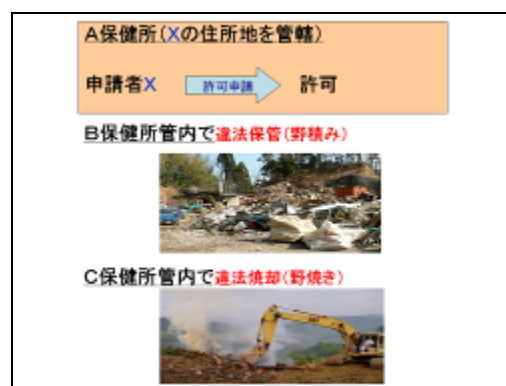 A保健所(Xの住所地を管轄)
申請者X 許可申請 許可
B保健所管内で違法保管(野積み)
C保健所管内で違法焼却(野焼き)